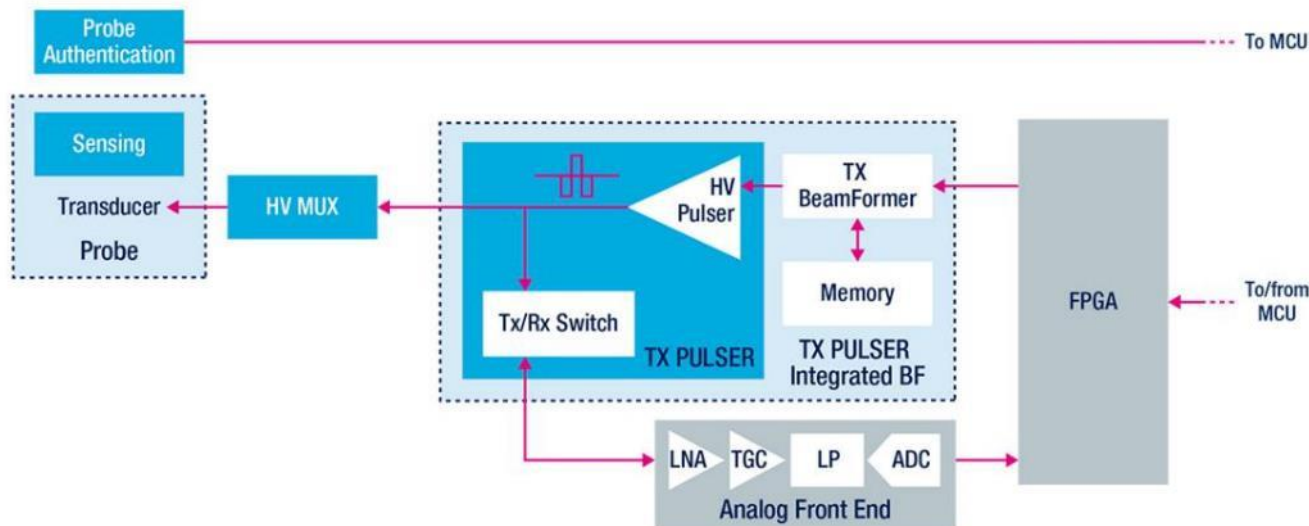 Probe
Authentication
To MCU
Sensing
Transducer
Probe
HV MUX
HV
Pulser
Tx/Rx Switch
TX PULSER
TX
BeamFormer
Memory
TX PULSER
Integrated BF
FPGA
To/from
MCU
LNA
TGC
LP
ADC
Analog Front End